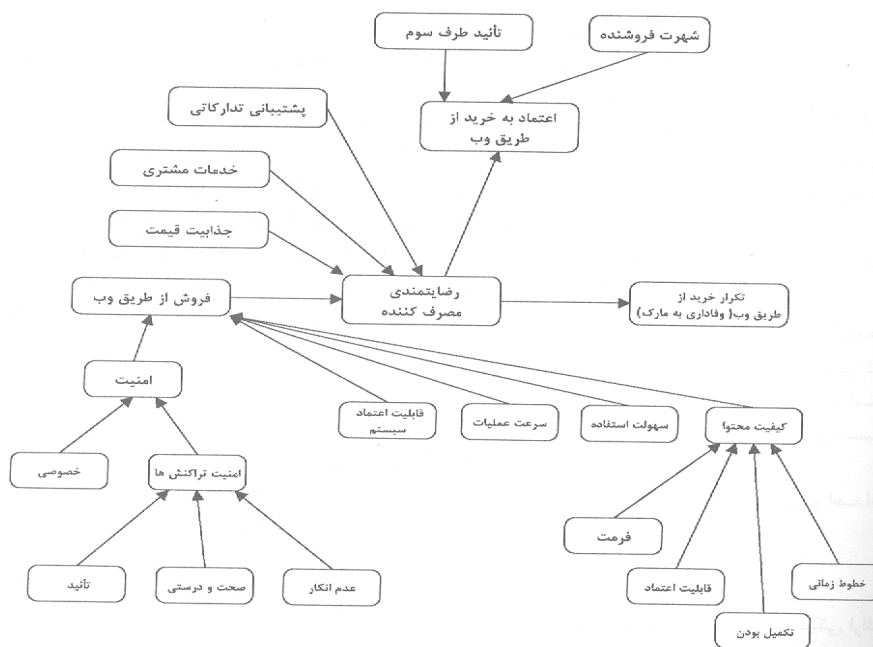 تأئید طرف سوم
شهرت فروشنده
پشتیبانی تدارکاتی
اعتماد به خرید از
طریق وب
خدمات مشتری
جذابیت قیمت
فروش از طریق وب
رضایتمندی
مصرف کننده
تکرار خرید از
طریق وب( وفاداری به مارک)
امنیت
قابلیت اعتماد
سیستم
سرعت عملیات
سهولت استفاده
کیفیت محتوا
خصوصی
امنیت تراکنش ها
فرمت
تأئید
صحت و درستی
عدم انکار
قابلیت اعتماد
خطوط زمانی
تکمیل بودن